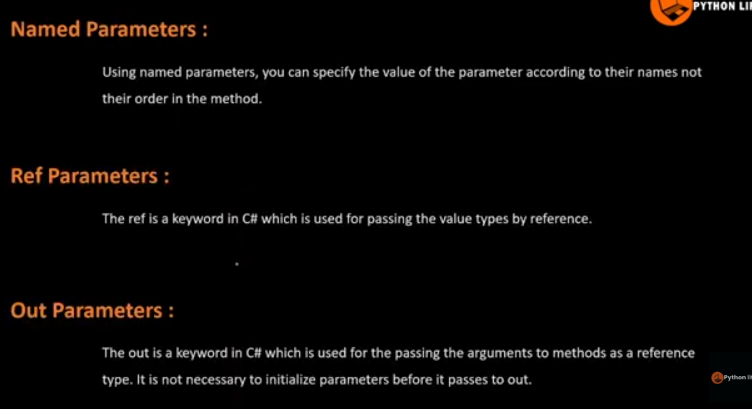 PYTHON LI
Named Parameters :
Using named parameters, you can specify the value of the parameter according to their names not
their order in the method.
Ref Parameters :
The ref is a keyword in C# which is used for passing the value types by reference.
Out Parameters :
The out is a keyword in C# which is used for the passing the arguments to methods as a reference
type. It is not necessary to initialize parameters before it passes to out.
Python li